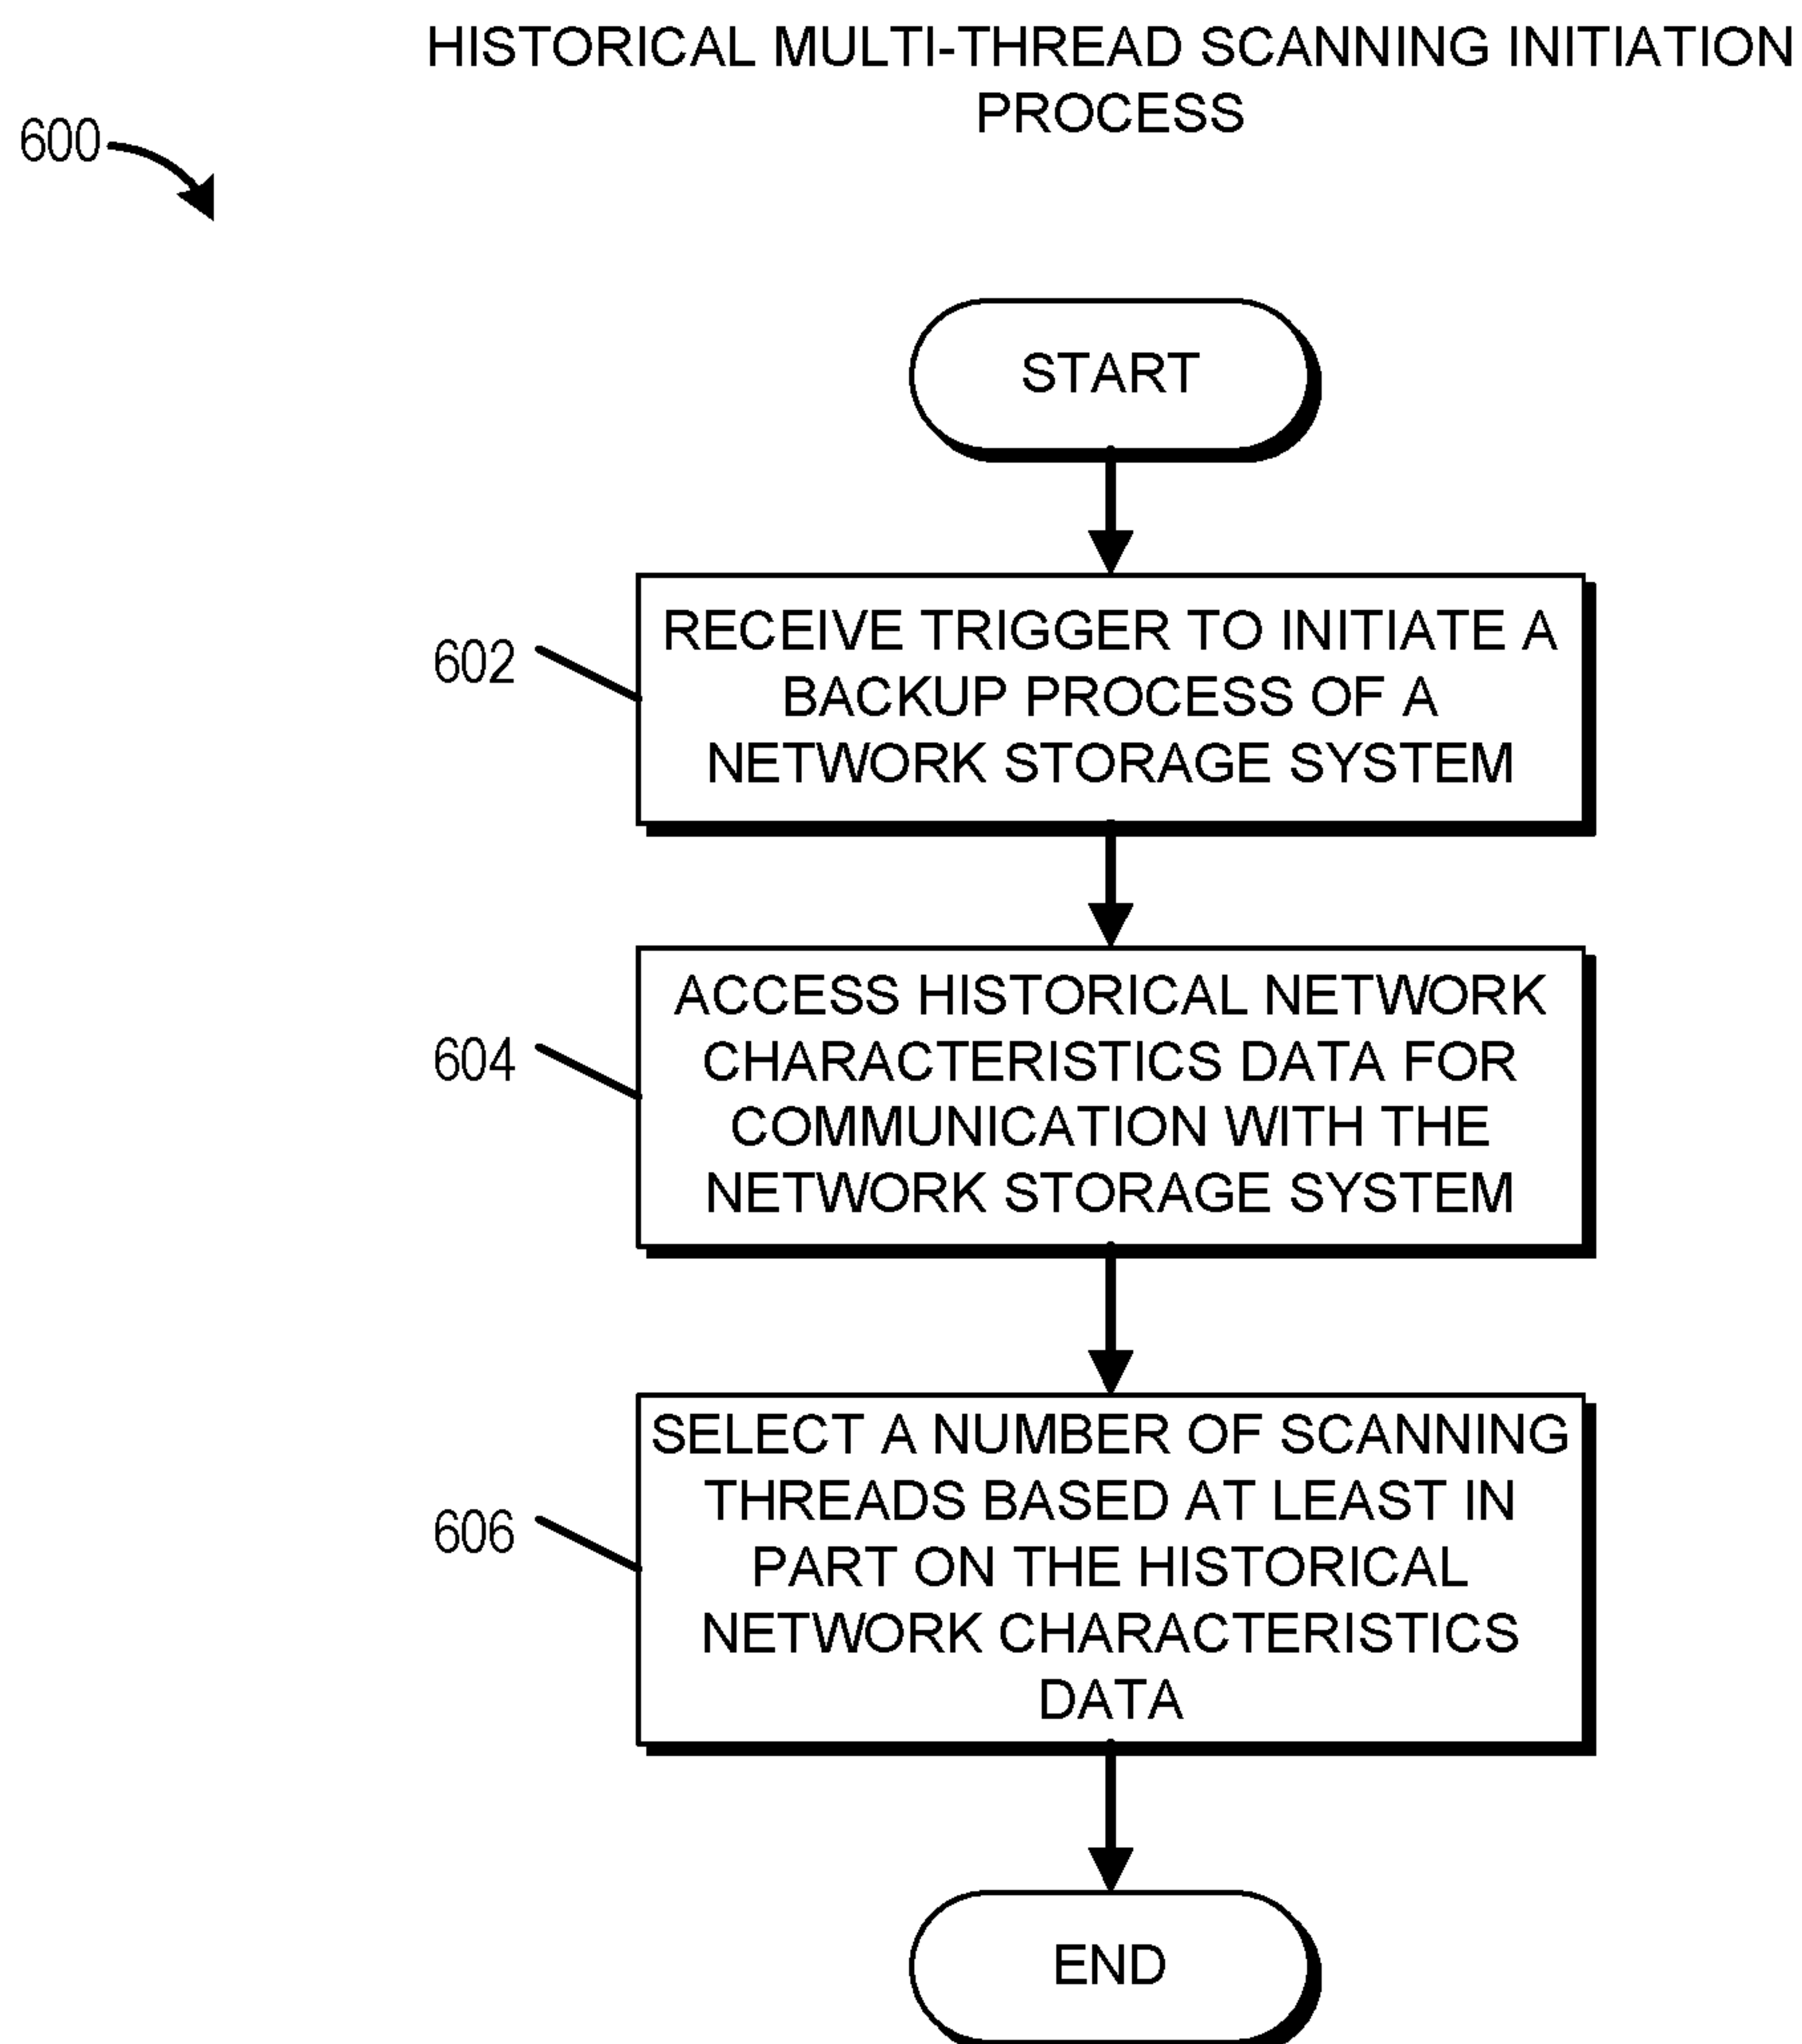 HISTORICAL MULTI-THREAD SCANNING INITIATION
PROCESS
600
START
602
RECEIVE TRIGGER TO INITIATE A
BACKUP PROCESS OF A
NETWORK STORAGE SYSTEM
604
ACCESS HISTORICAL NETWORK
CHARACTERISTICS DATA FOR
COMMUNICATION WITH THE
NETWORK STORAGE SYSTEM
606
SELECT A NUMBER OF SCANNING
THREADS BASED AT LEAST IN
PART ON THE HISTORICAL
NETWORK CHARACTERISTICS
DATA
END